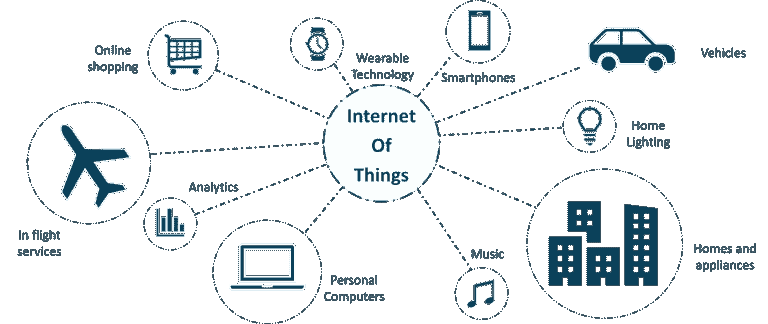 Online
shopping
Wearable
Technology
Smartphones
Vehicles
Internet
Of
Things
Home
Lighting
Analytics
In flight
services
Personal
Computers
Music
Homes and
appliances